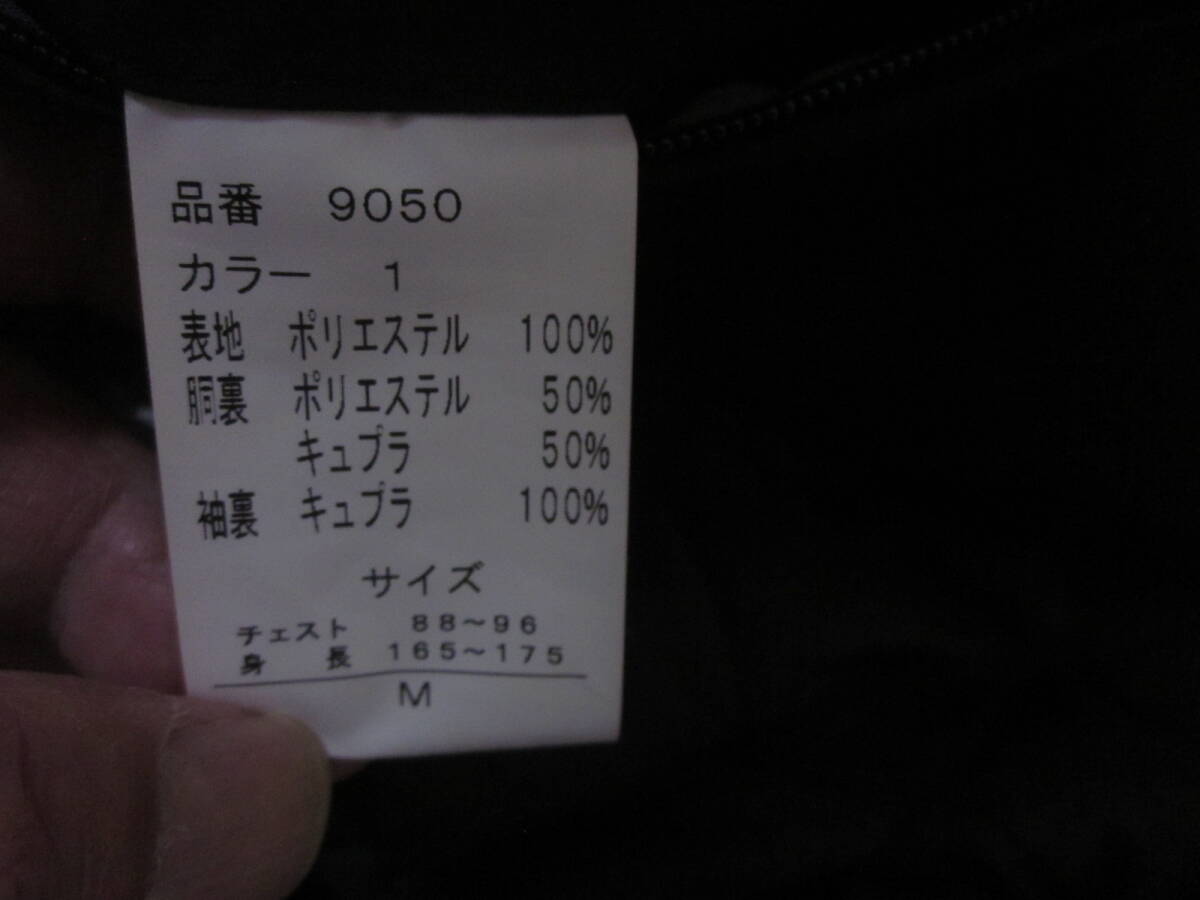 品番 9050
カラー 1
表地 ポリエステル 100%
胴裏 ポリエステル 50%
キュプラ 50%
袖裏 キュプラ 100%
サイズ
チェスト 88~96
身長 165~175
M